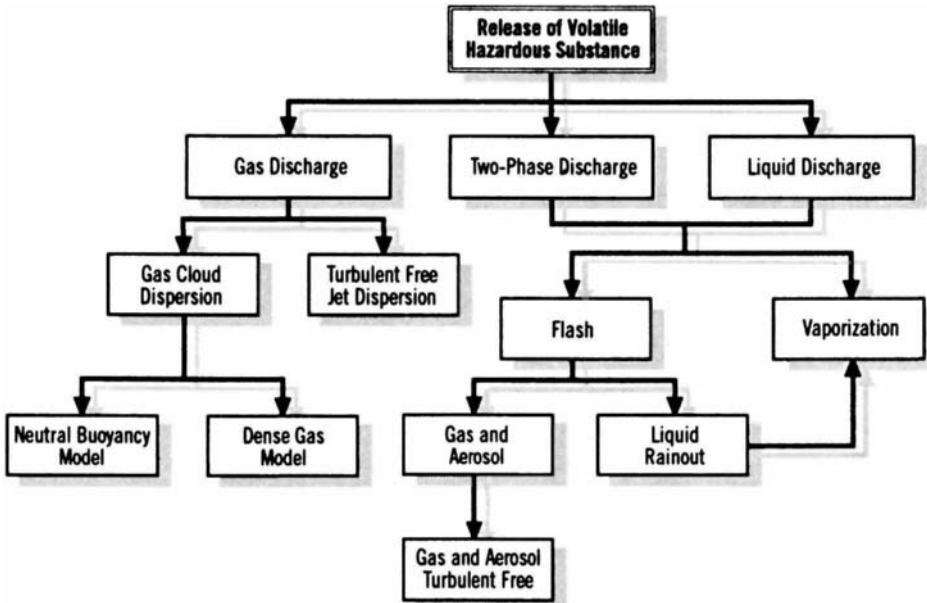 Release of Volatile
Hazardous Substance
Gas Discharge
Two-Phase Discharge
Liquid Discharge
Gas Cloud
Dispersion
Turbulent Free
Jet Dispersion
Flash
Vaporization
Neutral Buoyancy
Model
Dense Gas
Model
Gas and
Aerosol
Liquid
Rainout
Gas and Aerosol
Turbulent Free